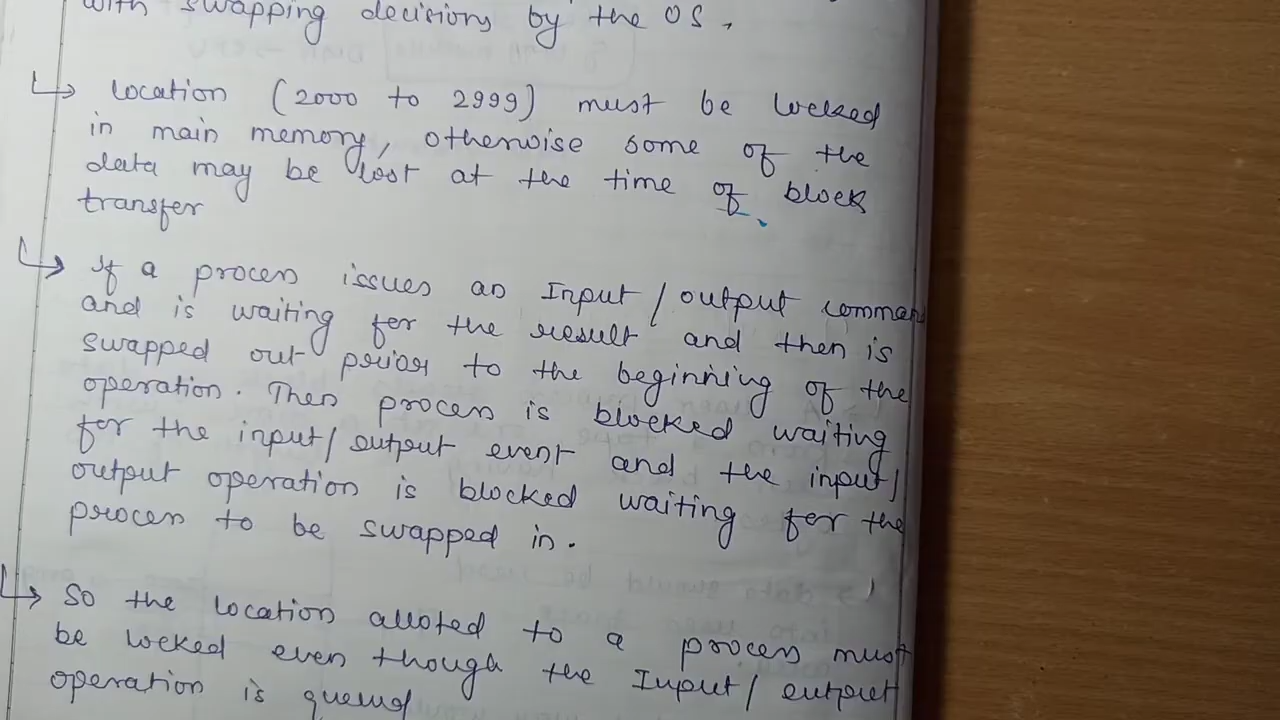 with swapping decisions by the OS.
↳ location (2000 to 2999) must be locked
in main memory, otherwise some of the
data may be lost at the time of block
transfer
↳ If a process issues an Input/output comman
and is waiting for the result and then is
swapped out prior to the beginning of the
operation. Then process is blocked waiting
for the input/output event and the input/
output operation is blocked waiting for the
process to be swapped in.
↳ So the location alloted to a process must
be locked even though the Input/output
operation is queued